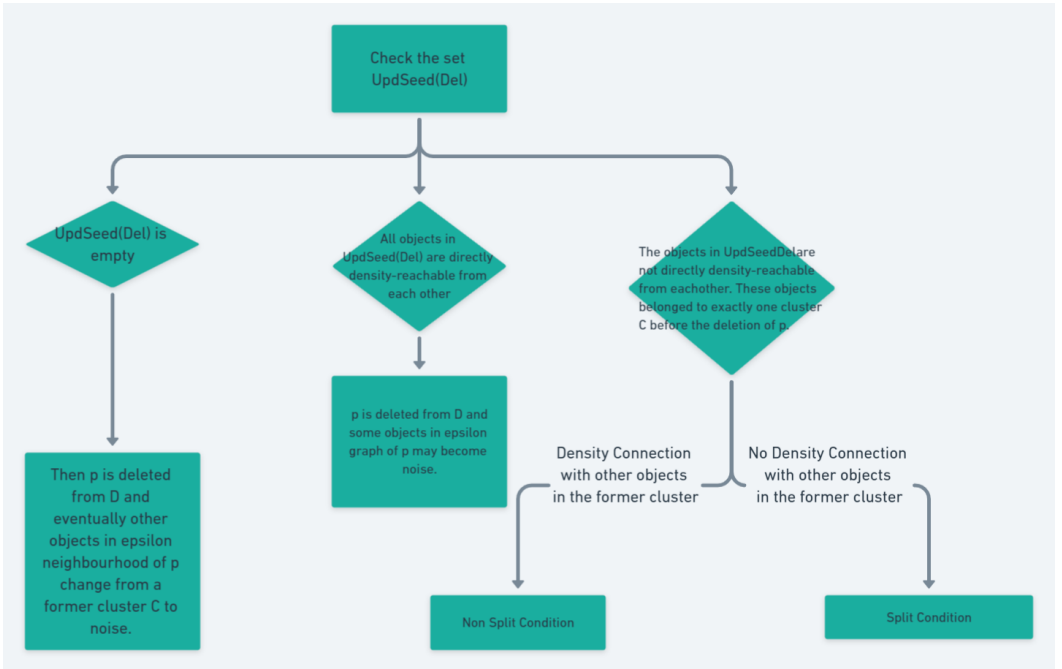 Check the set
UpdSeed(Del)
UpdSeed(Del) is
empty
All objects in
UpdSeed(Del) are directly
density-reachable from
each other
The objects in UpdSeedDelare
not directly density-reachable
from eachother. These objects
belonged to exactly one cluster
C before the deletion of p.
p is deleted from D and
some objects in epsilon
graph of p may become
noise.
Density Connection
with other objects
in the former cluster
No Density Connection
with other objects
in the former cluster
Then p is deleted
from D and
eventually other
objects in epsilon
neighbourhood of p
change from a
former cluster C to
noise.
Non Split Condition
Split Condition